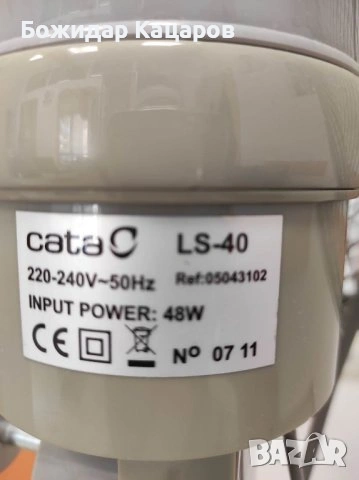 Божидар Кацаров
cata LS-40
220-240V~50Hz Ref:05043102
INPUT POWER: 48W
CE Nº 07 11
BAZAR